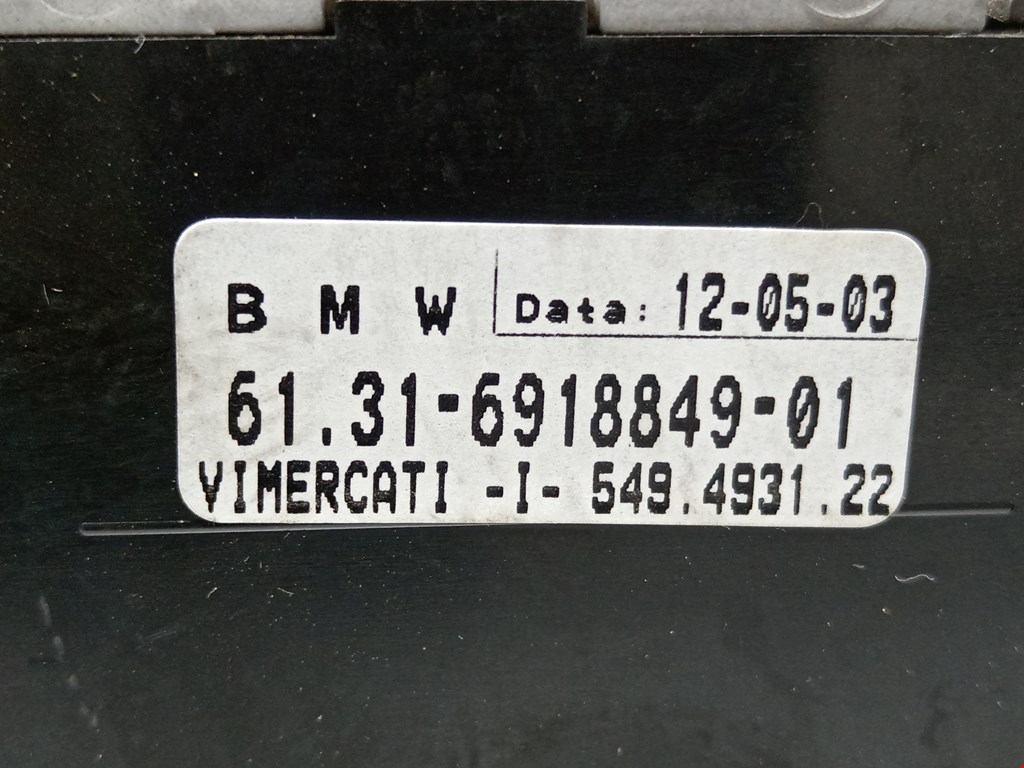 B M W Data: 12-05-03
61.31-6918849-01
VIMERCATI -I- 549.4931.22